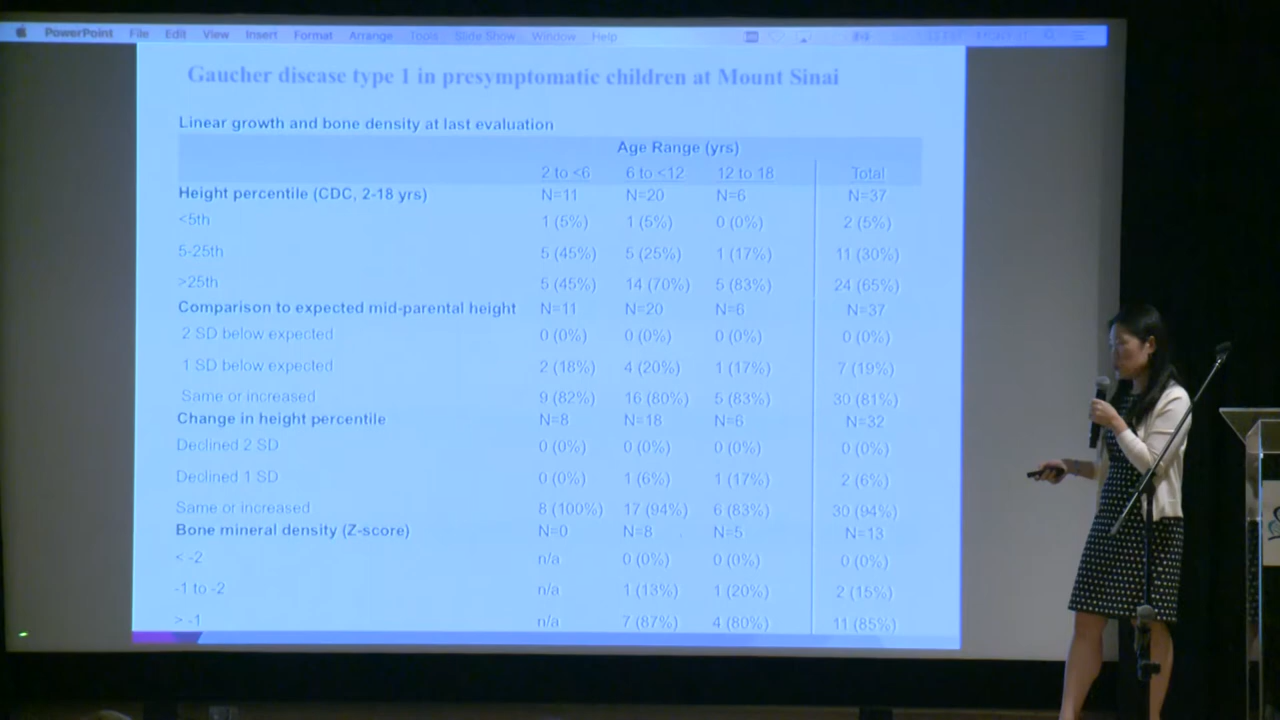 PowerPoint File Edit View Insert Format Arrange Tools Slide Show Window Help
Gaucher disease type 1 in presymptomatic children at Mount Sinai
Linear growth and bone density at last evaluation
Age Range (yrs)
2 to <6 6 to <12 12 to 18 Total
Height percentile (CDC, 2-18 yrs) N=11 N=20 N=6 N=37
<5th 1 (5%) 1 (5%) 0 (0%) 2 (5%)
5-25th 5 (45%) 5 (25%) 1 (17%) 11 (30%)
>25th 5 (45%) 14 (70%) 5 (83%) 24 (65%)
Comparison to expected mid-parental height N=11 N=20 N=6 N=37
2 SD below expected 0 (0%) 0 (0%) 0 (0%) 0 (0%)
1 SD below expected 2 (18%) 4 (20%) 1 (17%) 7 (19%)
Same or increased 9 (82%) 16 (80%) 5 (83%) 30 (81%)
Change in height percentile N=8 N=18 N=6 N=32
Declined 2 SD 0 (0%) 0 (0%) 0 (0%) 0 (0%)
Declined 1 SD 0 (0%) 1 (6%) 1 (17%) 2 (6%)
Same or increased 8 (100%) 17 (94%) 6 (83%) 30 (94%)
Bone mineral density (Z-score) N=0 N=8 N=5 N=13
< -2 n/a 0 (0%) 0 (0%) 0 (0%)
-1 to -2 n/a 1 (13%) 1 (20%) 2 (15%)
> -1 n/a 7 (87%) 4 (80%) 11 (85%)